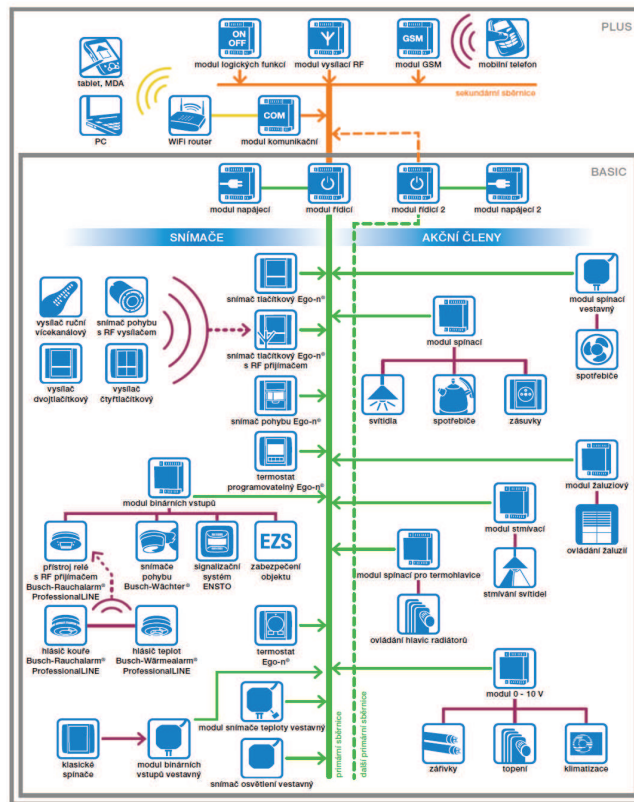 PLUS
ON
OFF
GSM
modul logických funkcí
modul vysílací RF
modul GSM
mobilní telefon
tablet, MDA
sekundární sběrnice
COM
PC
WiFi router
modul komunikační
BASIC
modul napájecí
modul řídicí
modul řídicí 2
modul napájecí 2
SNÍMAČE
AKČNÍ ČLENY
snímač tlačítkový Ego-n®
modul spínací
vestavný
vysílač ruční
vícekanálový
snímač pohybu
s RF vysílačem
snímač tlačítkový Ego-n®
s RF přijímačem
modul spínací
spotřebiče
vysílač
dvojtlačítkový
vysílač
čtyřtlačítkový
svítidla
spotřebiče
zásuvky
snímač pohybu Ego-n®
termostat
programovatelný Ego-n®
modul binárních vstupů
modul žaluziový
modul stmívací
EZS
přístroj relé
s RF přijímačem
Busch-Rauchalarm®
ProfessionalLINE
snímače
pohybu
Busch-Wächter®
signalizační
systém
ENSTO
zabezpečení
objektu
ovládání žaluzií
modul spínací pro termohlavice
stmívání svítidel
hlásič kouře
Busch-Rauchalarm®
ProfessionalLINE
hlásič teplot
Busch-Wärmealarm®
ProfessionalLINE
termostat
Ego-n®
ovládání hlavic radiátorů
modul 0 - 10 V
modul snímače teploty vestavný
primární sběrnice
další primární sběrnice
klasické
spínače
modul binárních
vstupů vestavný
snímač osvětlení vestavný
zářivky
topení
klimatizace